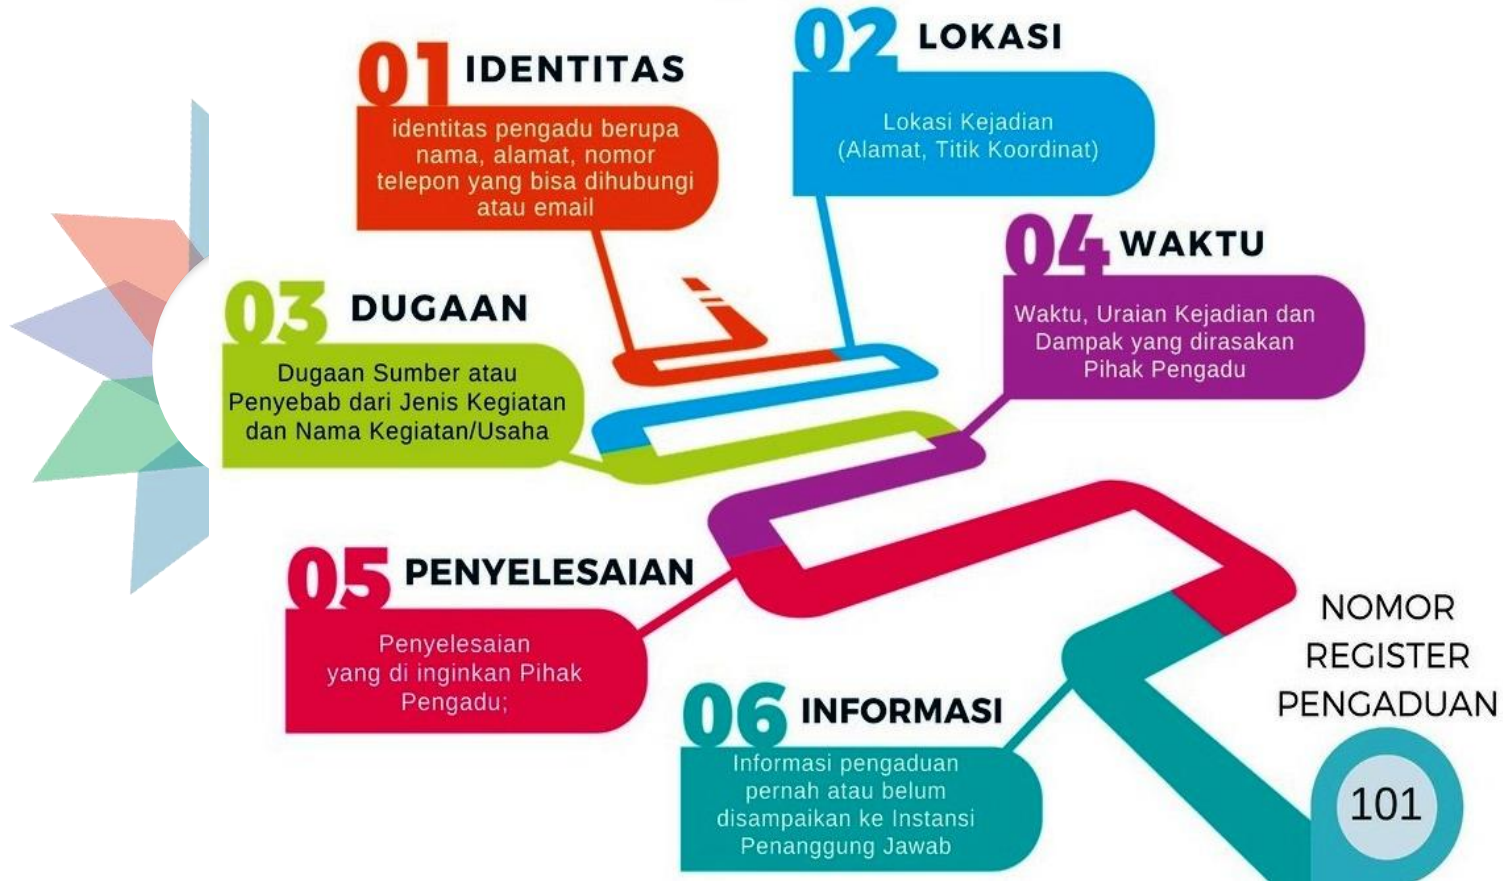 01 IDENTITAS
identitas pengadu berupa
nama, alamat, nomor
telepon yang bisa dihubungi
atau email
02 LOKASI
Lokasi Kejadian
(Alamat, Titik Koordinat)
03 DUGAAN
Dugaan Sumber atau
Penyebab dari Jenis Kegiatan
dan Nama Kegiatan/Usaha
04 WAKTU
Waktu, Uraian Kejadian dan
Dampak yang dirasakan
Pihak Pengadu
05 PENYELESAIAN
Penyelesaian
yang di inginkan Pihak
Pengadu;
06 INFORMASI
Informasi pengaduan
pernah atau belum
disampaikan ke Instansi
Penanggung Jawab
NOMOR
REGISTER
PENGADUAN
101